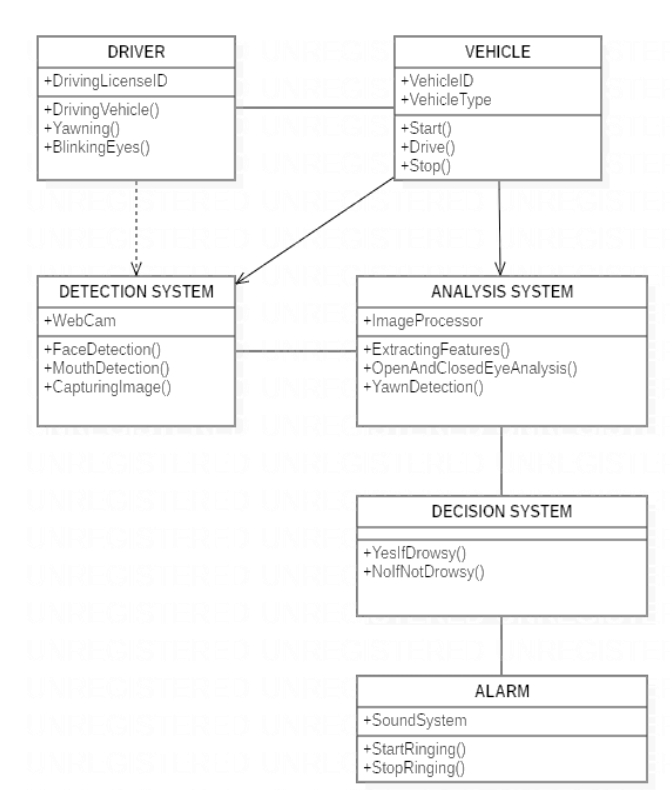 DRIVER
+DrivingLicenseID
+DrivingVehicle()
+Yawning()
+BlinkingEyes()
VEHICLE
+VehicleID
+VehicleType
+Start()
+Drive()
+Stop()
DETECTION SYSTEM
+WebCam
+FaceDetection()
+MouthDetection()
+CapturingImage()
ANALYSIS SYSTEM
+ImageProcessor
+ExtractingFeatures()
+OpenAndClosedEyeAnalysis()
+YawnDetection()
DECISION SYSTEM
+YesIfDrowsy()
+NoIfNotDrowsy()
ALARM
+SoundSystem
+StartRinging()
+StopRinging()